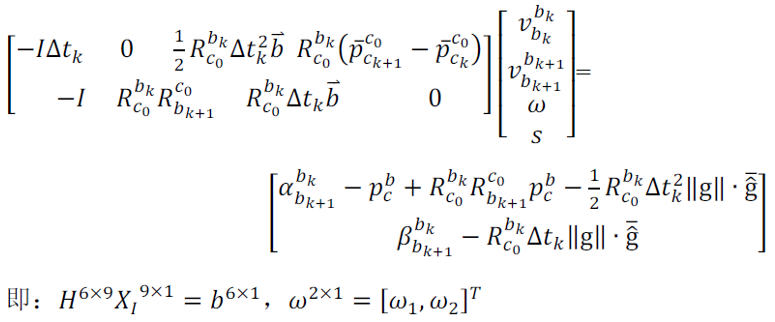 [−IΔt_k 0 ½R_{c_0}^{b_k}Δt_k^2 \vec{b} R_{c_0}^{b_k}(\bar{p}_{c_{k+1}}^{c_0} − \bar{p}_{c_k}^{c_0}); −I R_{c_0}^{b_k}R_{b_{k+1}}^{c_0} R_{c_0}^{b_k}Δt_k \vec{b} 0] [v_{b_k}^{b_k}; v_{b_{k+1}}^{b_{k+1}}; ω; s] =
[α_{b_{k+1}}^{b_k} − p_c^b + R_{c_0}^{b_k}R_{b_{k+1}}^{c_0}p_c^b − ½R_{c_0}^{b_k}Δt_k^2‖g‖·\bar{\hat{g}}; β_{b_{k+1}}^{b_k} − R_{c_0}^{b_k}Δt_k‖g‖·\bar{\hat{g}}]
即：H^{6×9}X_I^{9×1} = b^{6×1}，ω^{2×1} = [ω_1, ω_2]^T